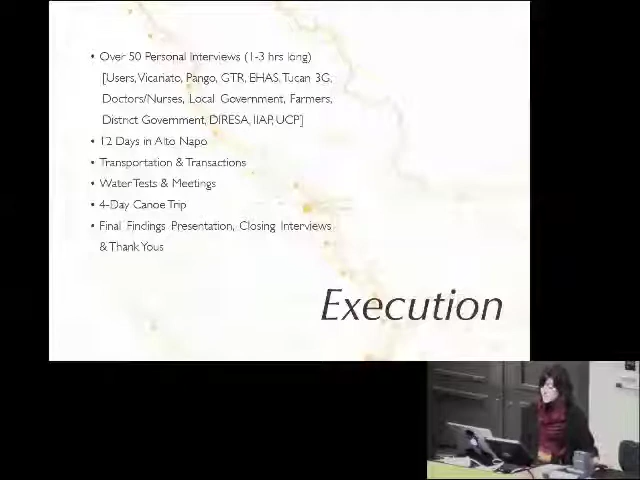 • Over 50 Personal Interviews (1-3 hrs long)
[Users, Vicariato, Pango, GTR, EHAS, Tucan 3G,
Doctors/Nurses, Local Government, Farmers,
District Government, DIRESA, IIAP, UCP]
• 12 Days in Alto Napo
• Transportation & Transactions
• Water Tests & Meetings
• 4-Day Canoe Trip
• Final Findings Presentation, Closing Interviews
& Thank Yous
Execution